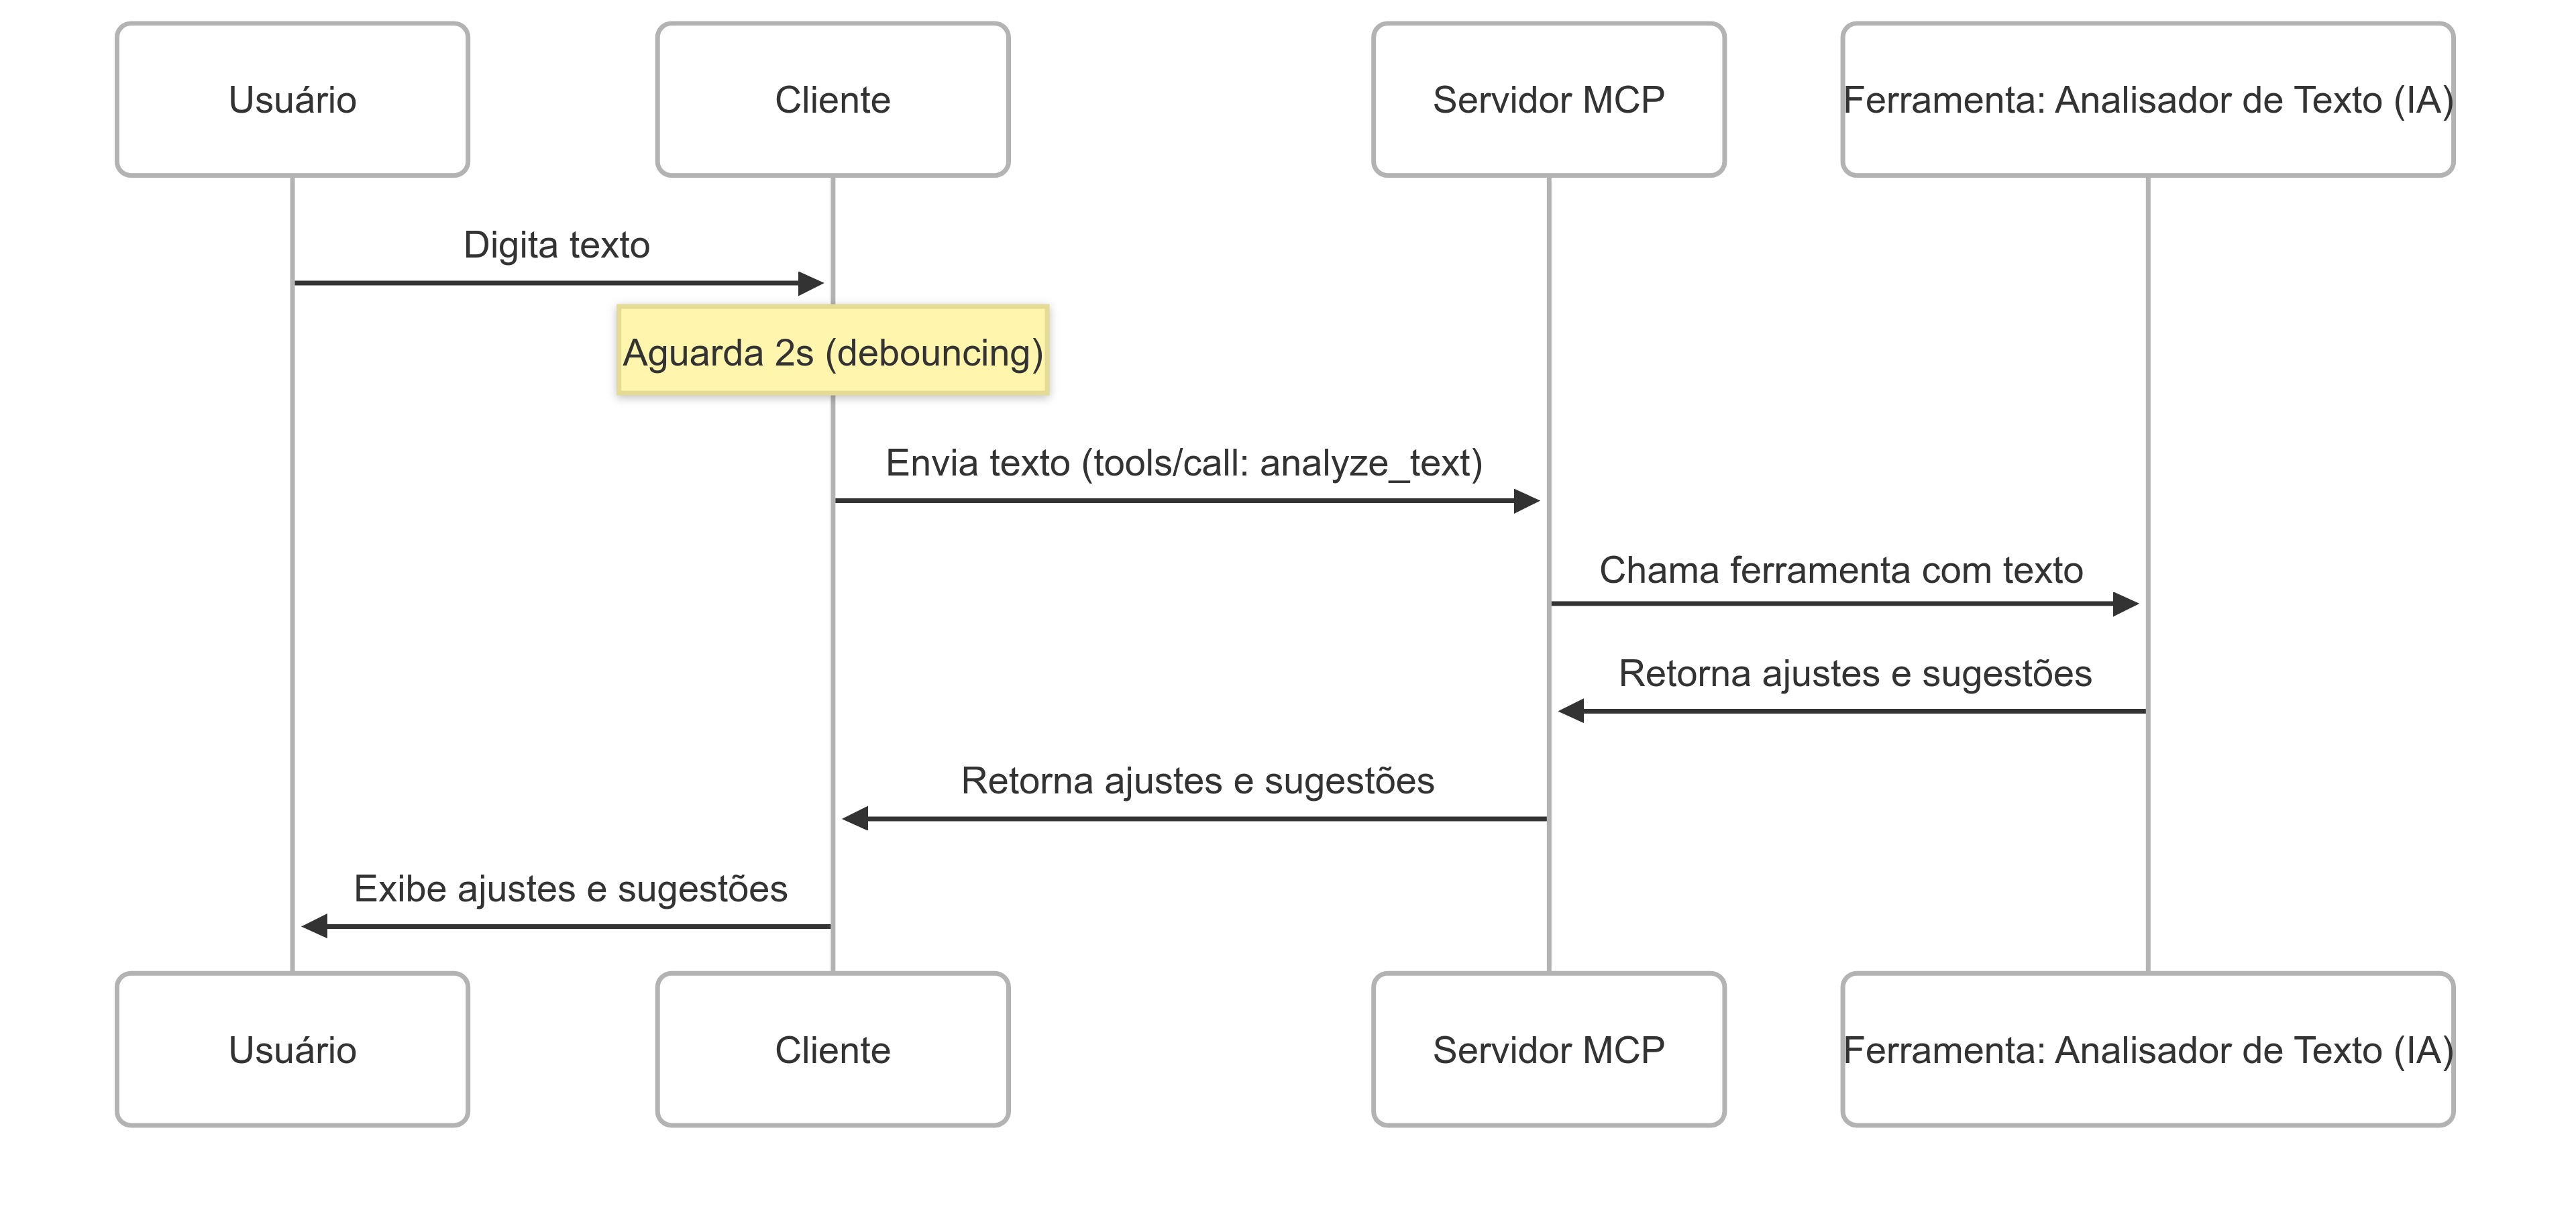 Usuário
Cliente
Servidor MCP
Ferramenta: Analisador de Texto (IA)
Digita texto
Aguarda 2s (debouncing)
Envia texto (tools/call: analyze_text)
Chama ferramenta com texto
Retorna ajustes e sugestões
Retorna ajustes e sugestões
Exibe ajustes e sugestões
Usuário
Cliente
Servidor MCP
Ferramenta: Analisador de Texto (IA)